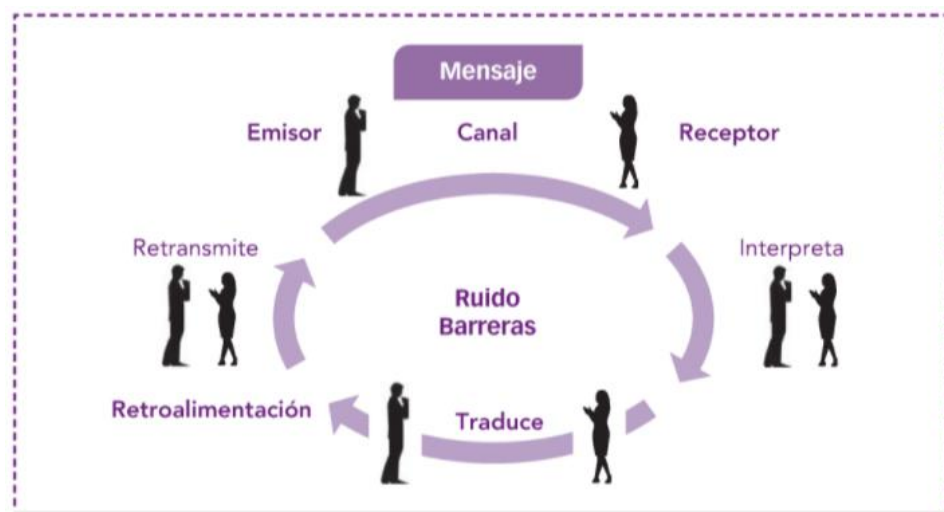 Mensaje
Emisor
Canal
Receptor
Retransmite
Interpreta
Ruido
Barreras
Retroalimentación
Traduce